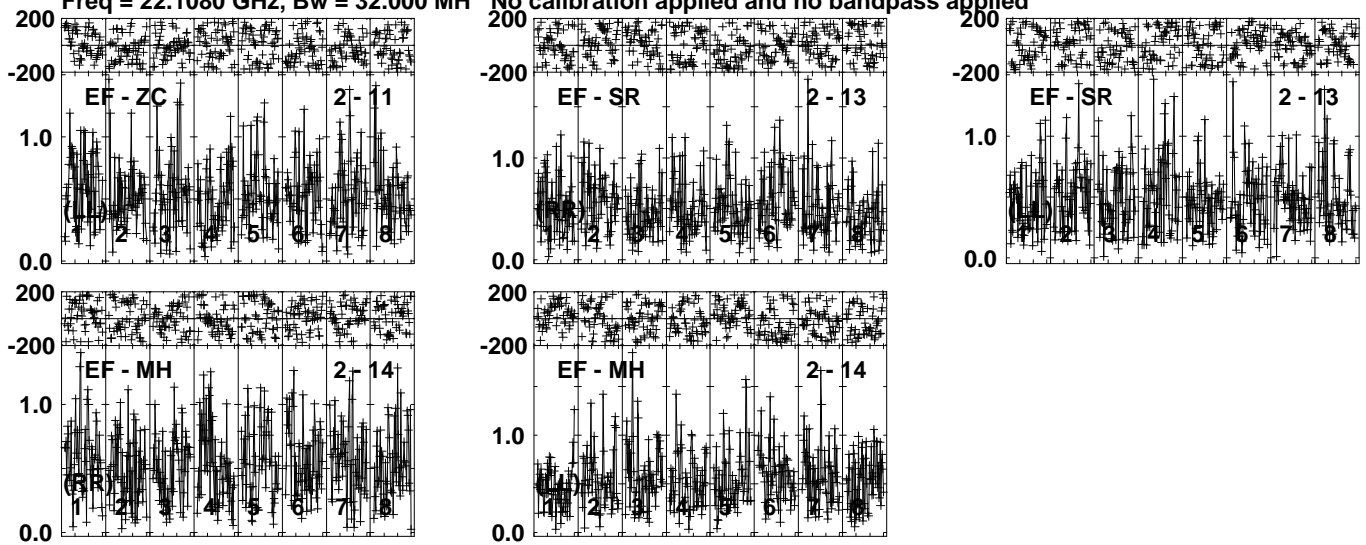 Freq = 22.1080 GHz, Bw = 32.000 MH No calibration applied and no bandpass applied
200
-200
EF - ZC 2 - 11
1.0
(LL)
1 2 3 4 5 6 7 8
0.0
200
-200
EF - SR 2 - 13
1.0
(RR)
1 2 3 4 5 6 7 8
0.0
200
-200
EF - SR 2 - 13
1.0
(LL)
1 2 3 4 5 6 7 8
0.0
200
-200
EF - MH 2 - 14
1.0
(RR)
1 2 3 4 5 6 7 8
0.0
200
-200
EF - MH 2 - 14
1.0
(LL)
1 2 3 4 5 6 7 8
0.0